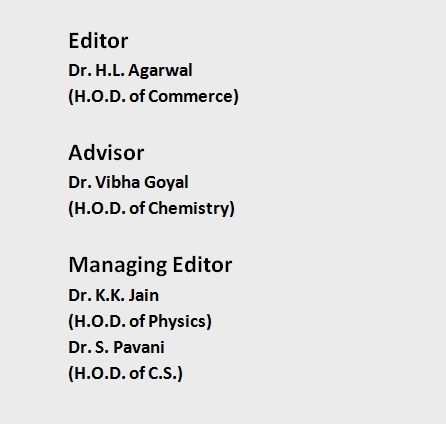 Editor
Dr. H.L. Agarwal
(H.O.D. of Commerce)
Advisor
Dr. Vibha Goyal
(H.O.D. of Chemistry)
Managing Editor
Dr. K.K. Jain
(H.O.D. of Physics)
Dr. S. Pavani
(H.O.D. of C.S.)